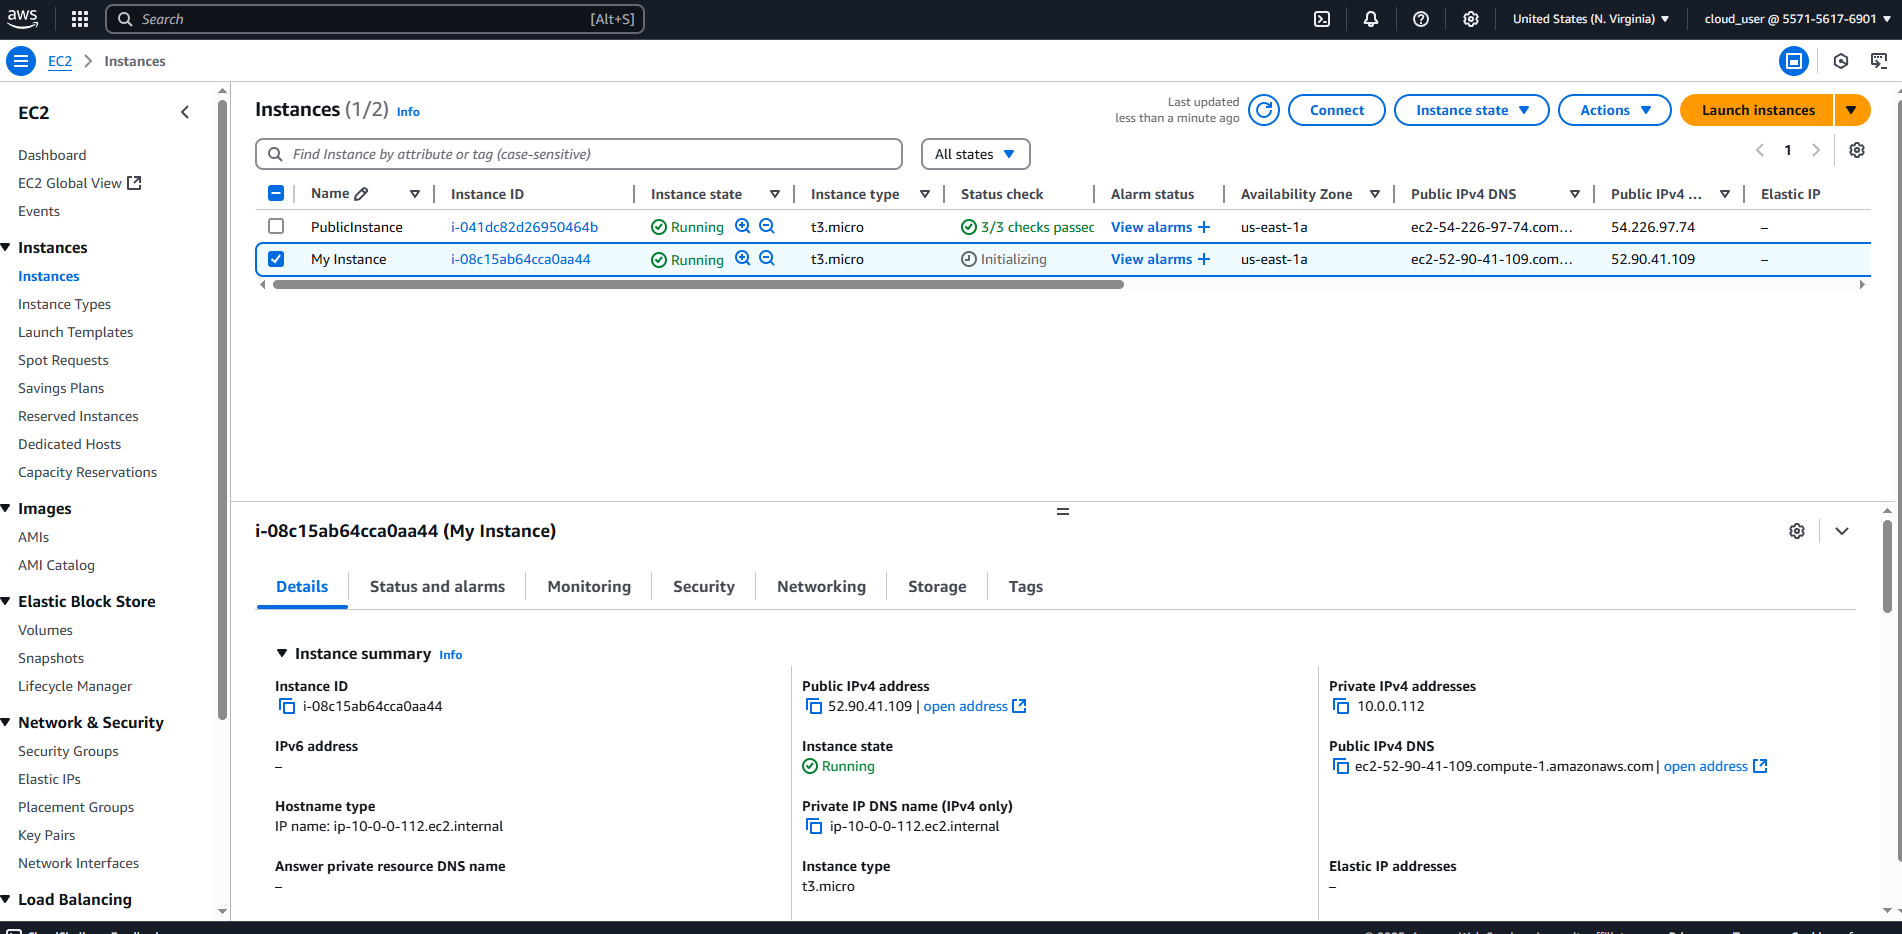 aws
Search [Alt+S]
United States (N. Virginia)
cloud_user @ 5571-5617-6901
EC2 Instances
EC2
Dashboard
EC2 Global View
Events
Instances
Instances
Instance Types
Launch Templates
Spot Requests
Savings Plans
Reserved Instances
Dedicated Hosts
Capacity Reservations
Images
AMIs
AMI Catalog
Elastic Block Store
Volumes
Snapshots
Lifecycle Manager
Network & Security
Security Groups
Elastic IPs
Placement Groups
Key Pairs
Network Interfaces
Load Balancing
Instances (1/2) Info
Last updated
less than a minute ago
Connect
Instance state
Actions
Launch instances
Find Instance by attribute or tag (case-sensitive)
All states
1
Name Instance ID Instance state Instance type Status check Alarm status Availability Zone Public IPv4 DNS Public IPv4 ... Elastic IP
PublicInstance i-041dc82d26950464b Running t3.micro 3/3 checks passec View alarms + us-east-1a ec2-54-226-97-74.com... 54.226.97.74 –
My Instance i-08c15ab64cca0aa44 Running t3.micro Initializing View alarms + us-east-1a ec2-52-90-41-109.com... 52.90.41.109 –
i-08c15ab64cca0aa44 (My Instance)
Details Status and alarms Monitoring Security Networking Storage Tags
Instance summary Info
Instance ID
i-08c15ab64cca0aa44
Public IPv4 address
52.90.41.109 | open address
Private IPv4 addresses
10.0.0.112
IPv6 address
–
Instance state
Running
Public IPv4 DNS
ec2-52-90-41-109.compute-1.amazonaws.com | open address
Hostname type
IP name: ip-10-0-0-112.ec2.internal
Private IP DNS name (IPv4 only)
ip-10-0-0-112.ec2.internal
Answer private resource DNS name
–
Instance type
t3.micro
Elastic IP addresses
–